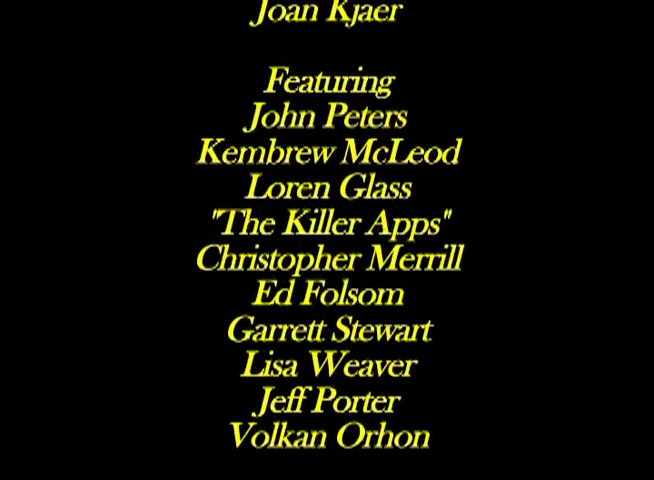 Joan Kjaer
Featuring
John Peters
Kembrew McLeod
Loren Glass
"The Killer Apps"
Christopher Merrill
Ed Folsom
Garrett Stewart
Lisa Weaver
Jeff Porter
Volkan Orhon